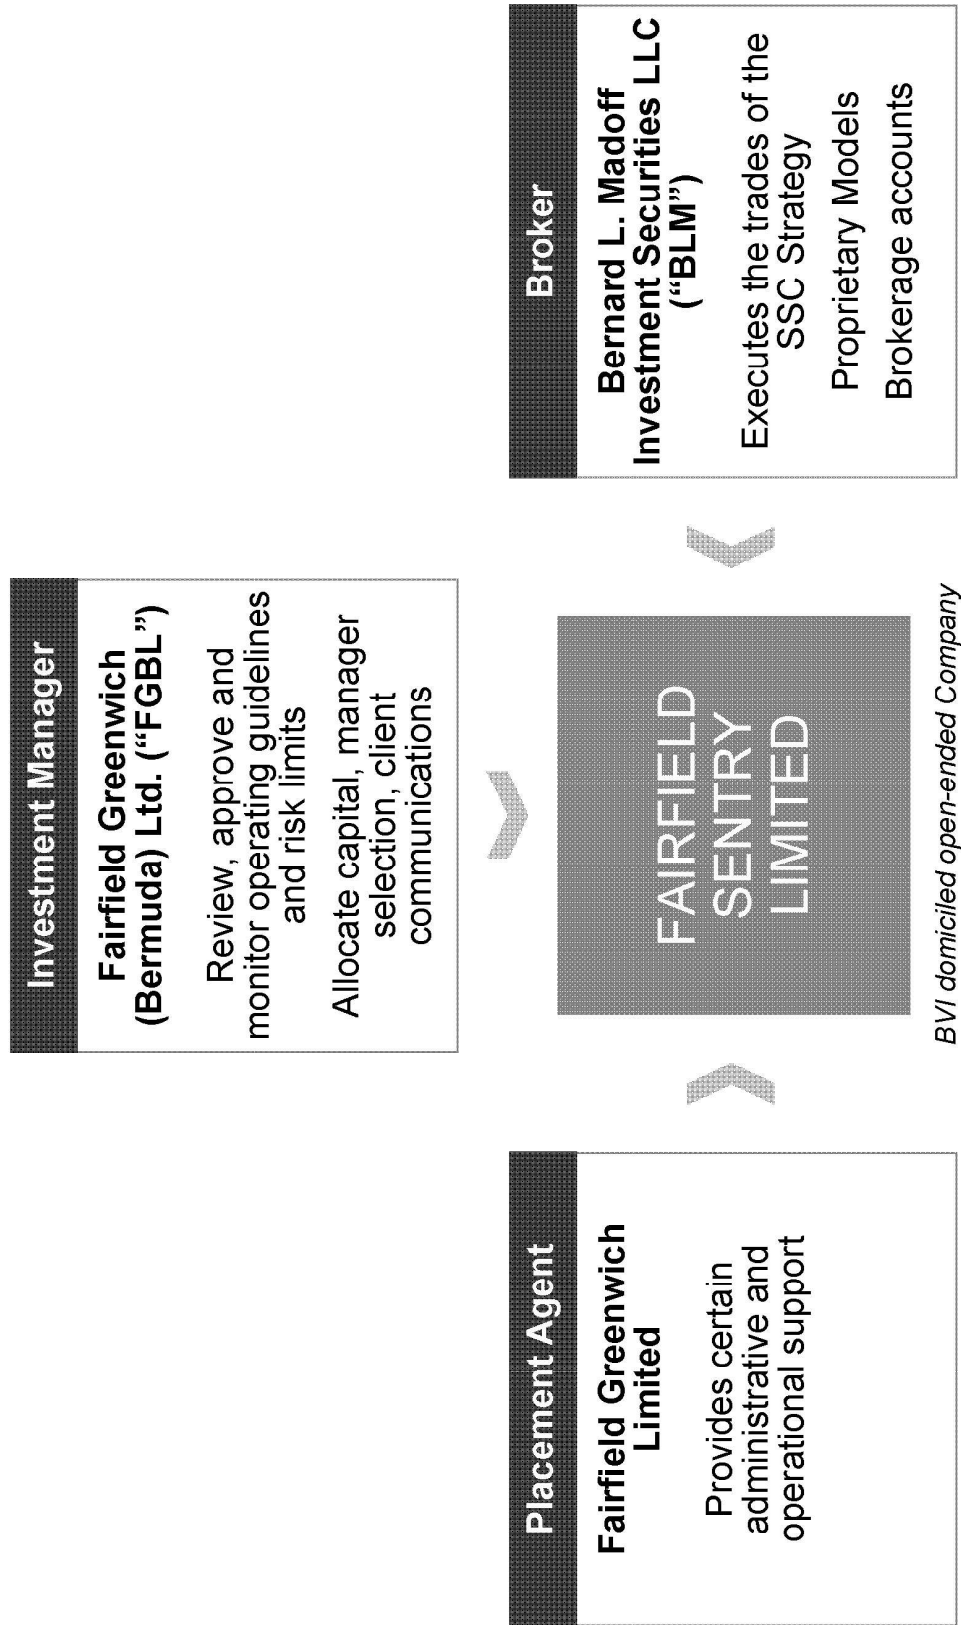 Investment Manager
Fairfield Greenwich
(Bermuda) Ltd. (“FGBL”)
Review, approve and
monitor operating guidelines
and risk limits
Allocate capital, manager
selection, client
communications
Placement Agent
Fairfield Greenwich
Limited
Provides certain
administrative and
operational support
FAIRFIELD
SENTRY
LIMITED
BVI domiciled open-ended Company
Broker
Bernard L. Madoff
Investment Securities LLC
(“BLM”)
Executes the trades of the
SSC Strategy
Proprietary Models
Brokerage accounts